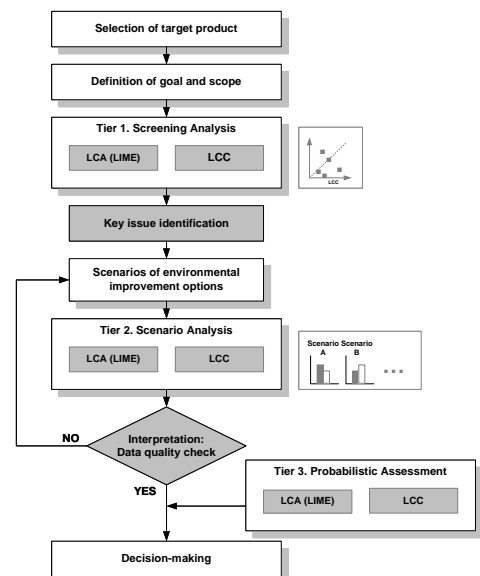 Selection of target product
Definition of goal and scope
Tier 1. Screening Analysis
LCA (LIME)
LCC
LCC
Key issue identification
Scenarios of environmental
improvement options
Tier 2. Scenario Analysis
LCA (LIME)
LCC
Scenario Scenario
A B
NO
Interpretation:
Data quality check
YES
Tier 3. Probabilistic Assessment
LCA (LIME)
LCC
Decision-making